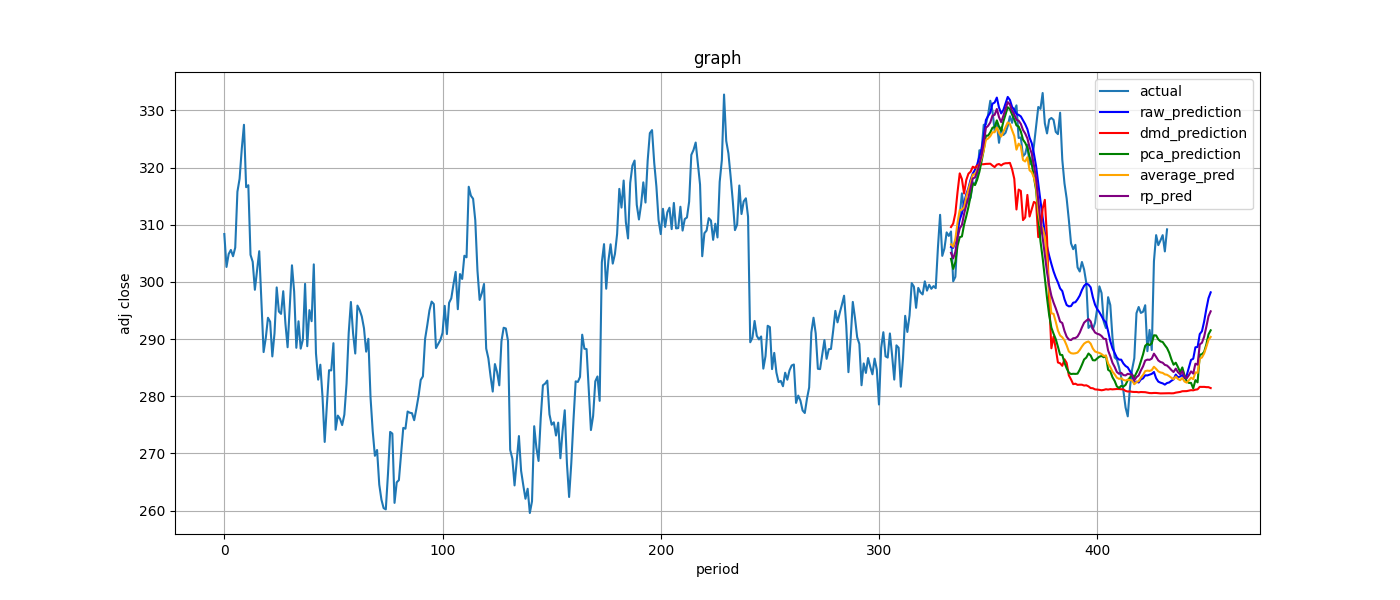 graph
330
320
310
300
290
280
270
260
adj close
0 100 200 300 400
period
actual
raw_prediction
dmd_prediction
pca_prediction
average_pred
rp_pred